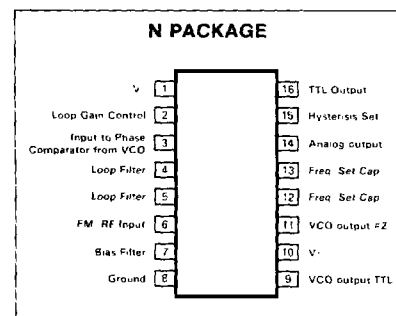 N PACKAGE
V 1
Loop Gain Control 2
Input to Phase
Comparator from VCO 3
Loop Filter 4
Loop Filter 5
FM RF Input 6
Bias Filter 7
Ground 8
16 TTL Output
15 Hysterisis Set
14 Analog output
13 Freq Set Cap
12 Freq Set Cap
11 VCO output #2
10 V+
9 VCO output TTL